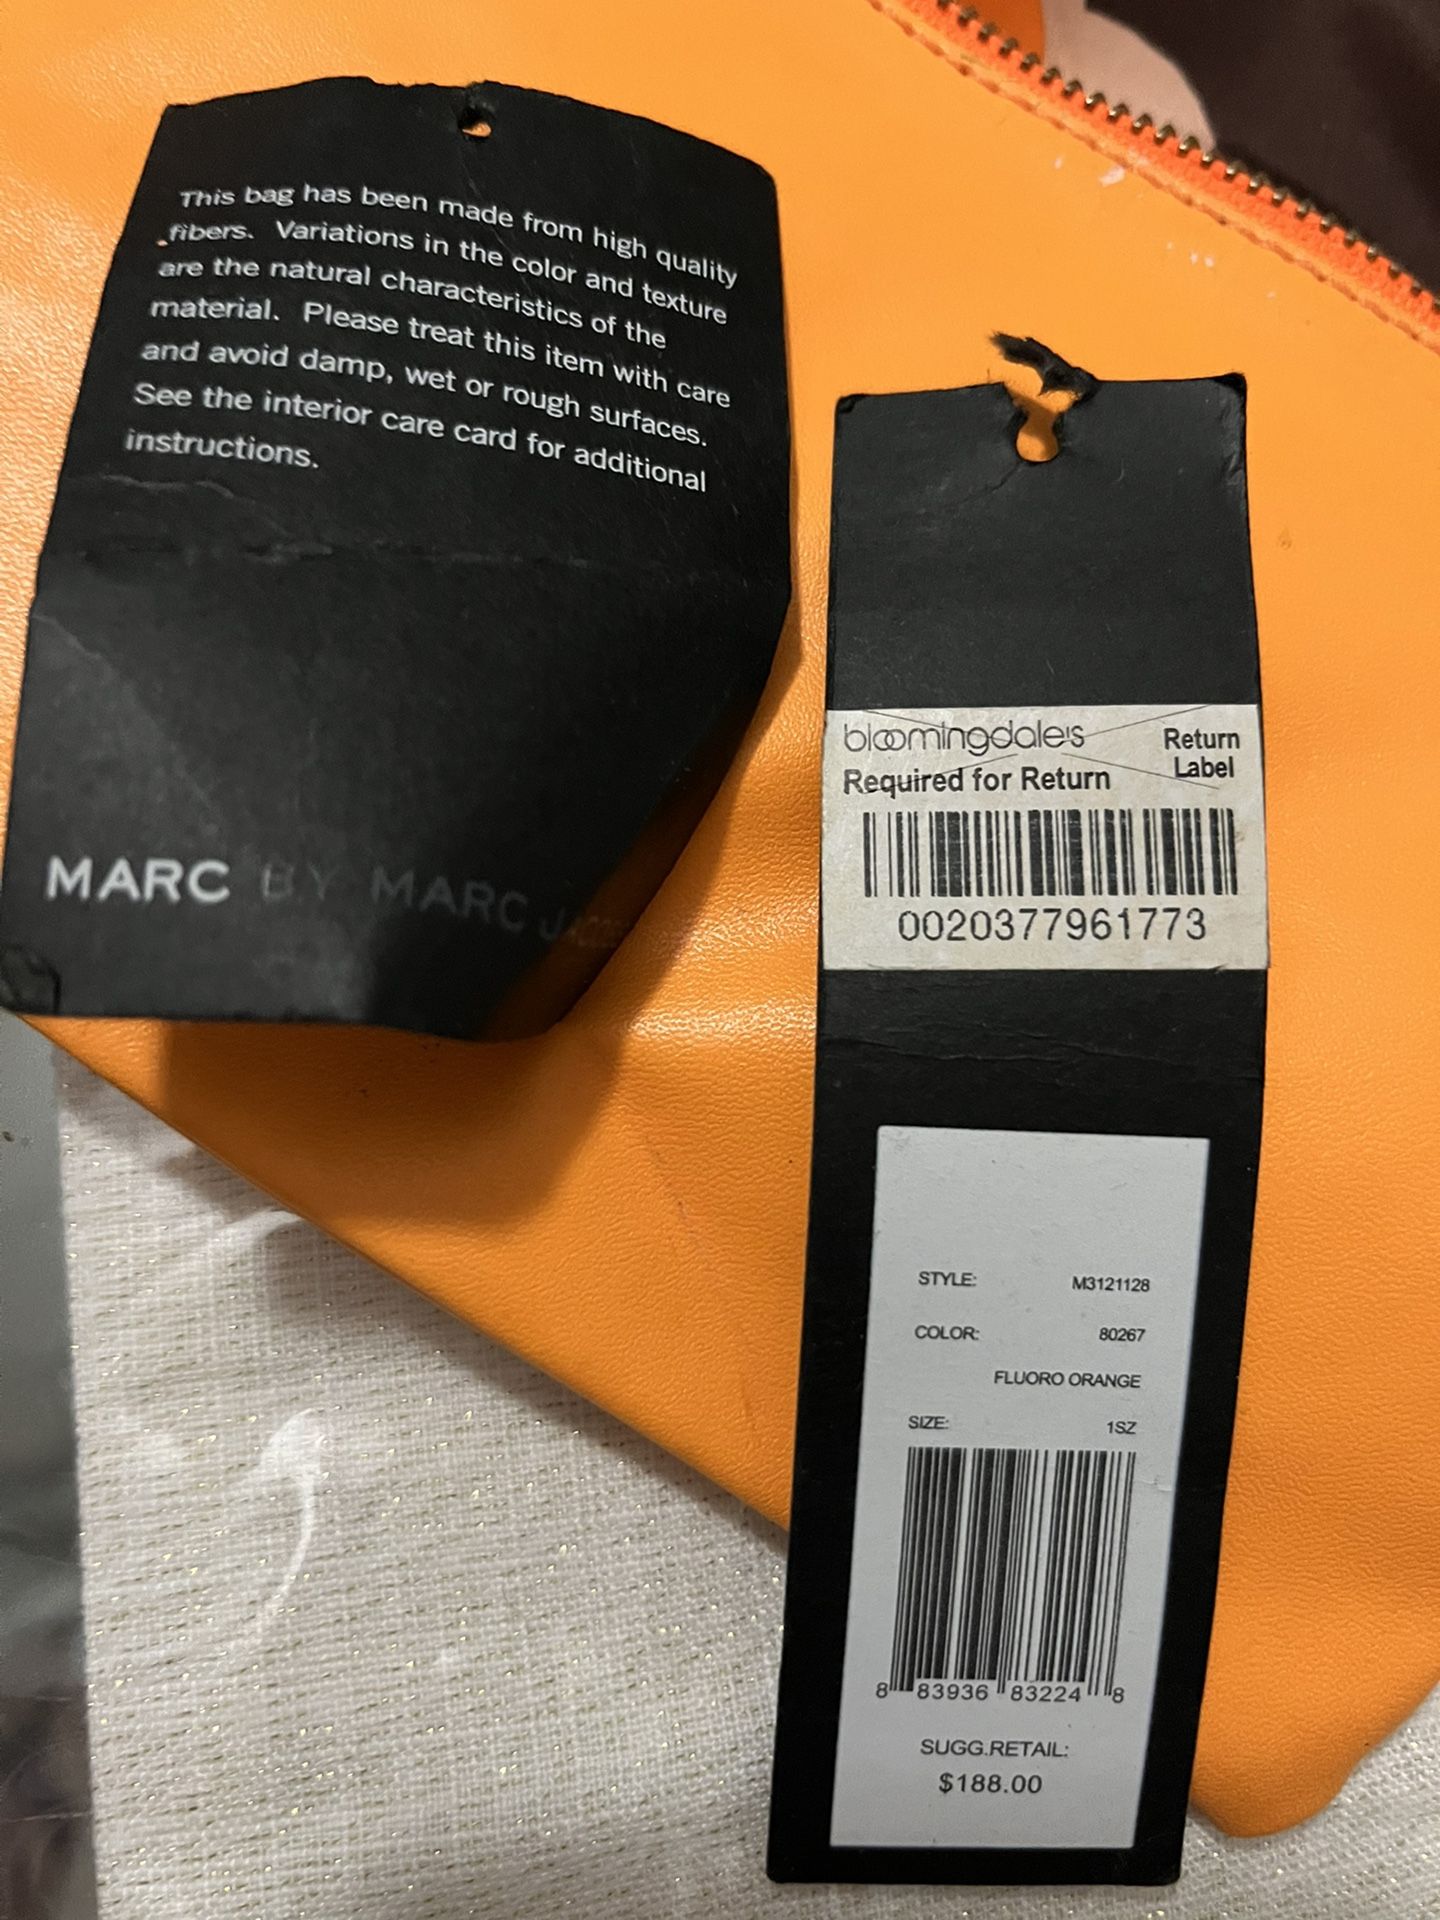 This bag has been made from high quality
fibers. Variations in the color and texture
are the natural characteristics of the
material. Please treat this item with care
and avoid damp, wet or rough surfaces.
See the interior care card for additional
instructions.
MARC BY MARC JACOBS
bloomingdale's
Return
Label
Required for Return
0020377961773
STYLE: M3121128
COLOR: 80267
FLUORO ORANGE
SIZE: 1SZ
8 83936 83224 8
SUGG.RETAIL:
$188.00